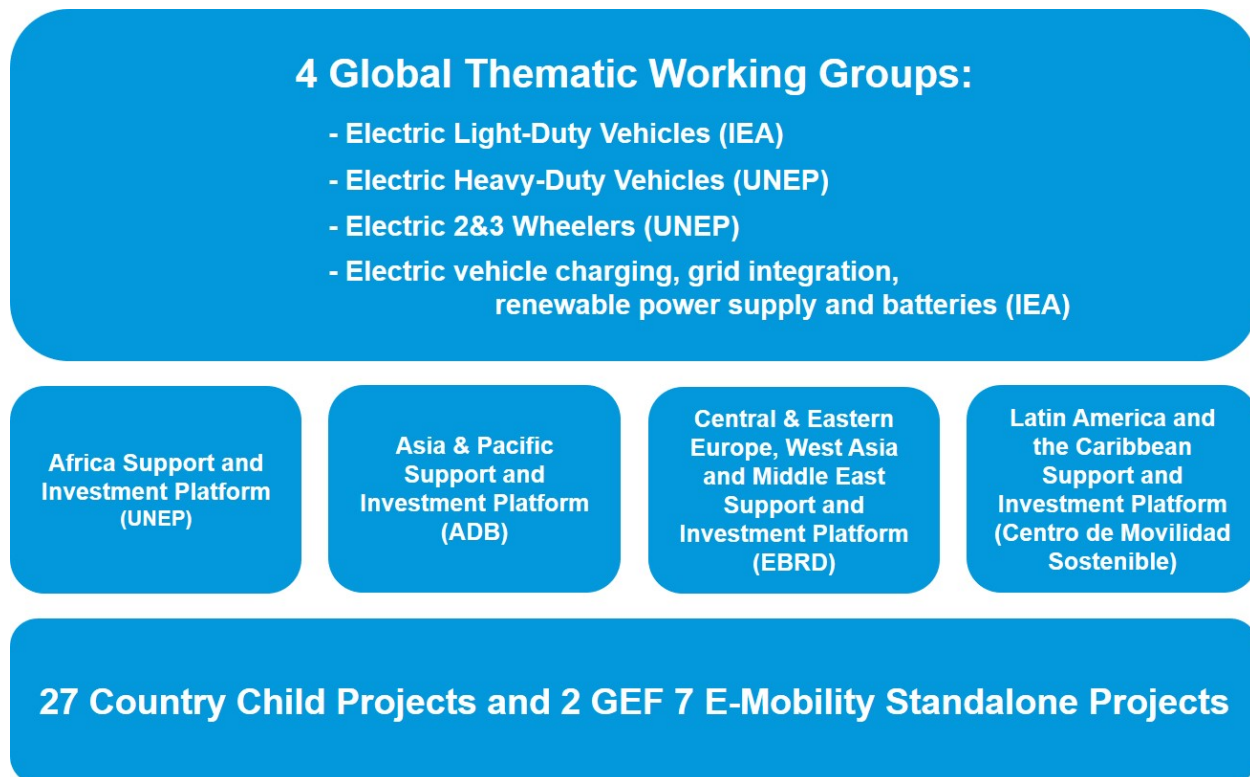 4 Global Thematic Working Groups:
- Electric Light-Duty Vehicles (IEA)
- Electric Heavy-Duty Vehicles (UNEP)
- Electric 2&3 Wheelers (UNEP)
- Electric vehicle charging, grid integration,
renewable power supply and batteries (IEA)
Africa Support and
Investment Platform
(UNEP)
Asia & Pacific
Support and
Investment Platform
(ADB)
Central & Eastern
Europe, West Asia
and Middle East
Support and
Investment Platform
(EBRD)
Latin America and
the Caribbean
Support and
Investment Platform
(Centro de Movilidad
Sostenible)
27 Country Child Projects and 2 GEF 7 E-Mobility Standalone Projects